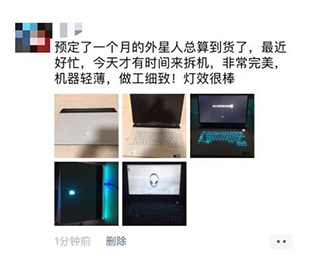 预定了一个月的外星人总算到货了，最近
好忙，今天才有时间来拆机，非常完美，
机器轻薄，做工细致！灯效很棒
1分钟前 删除